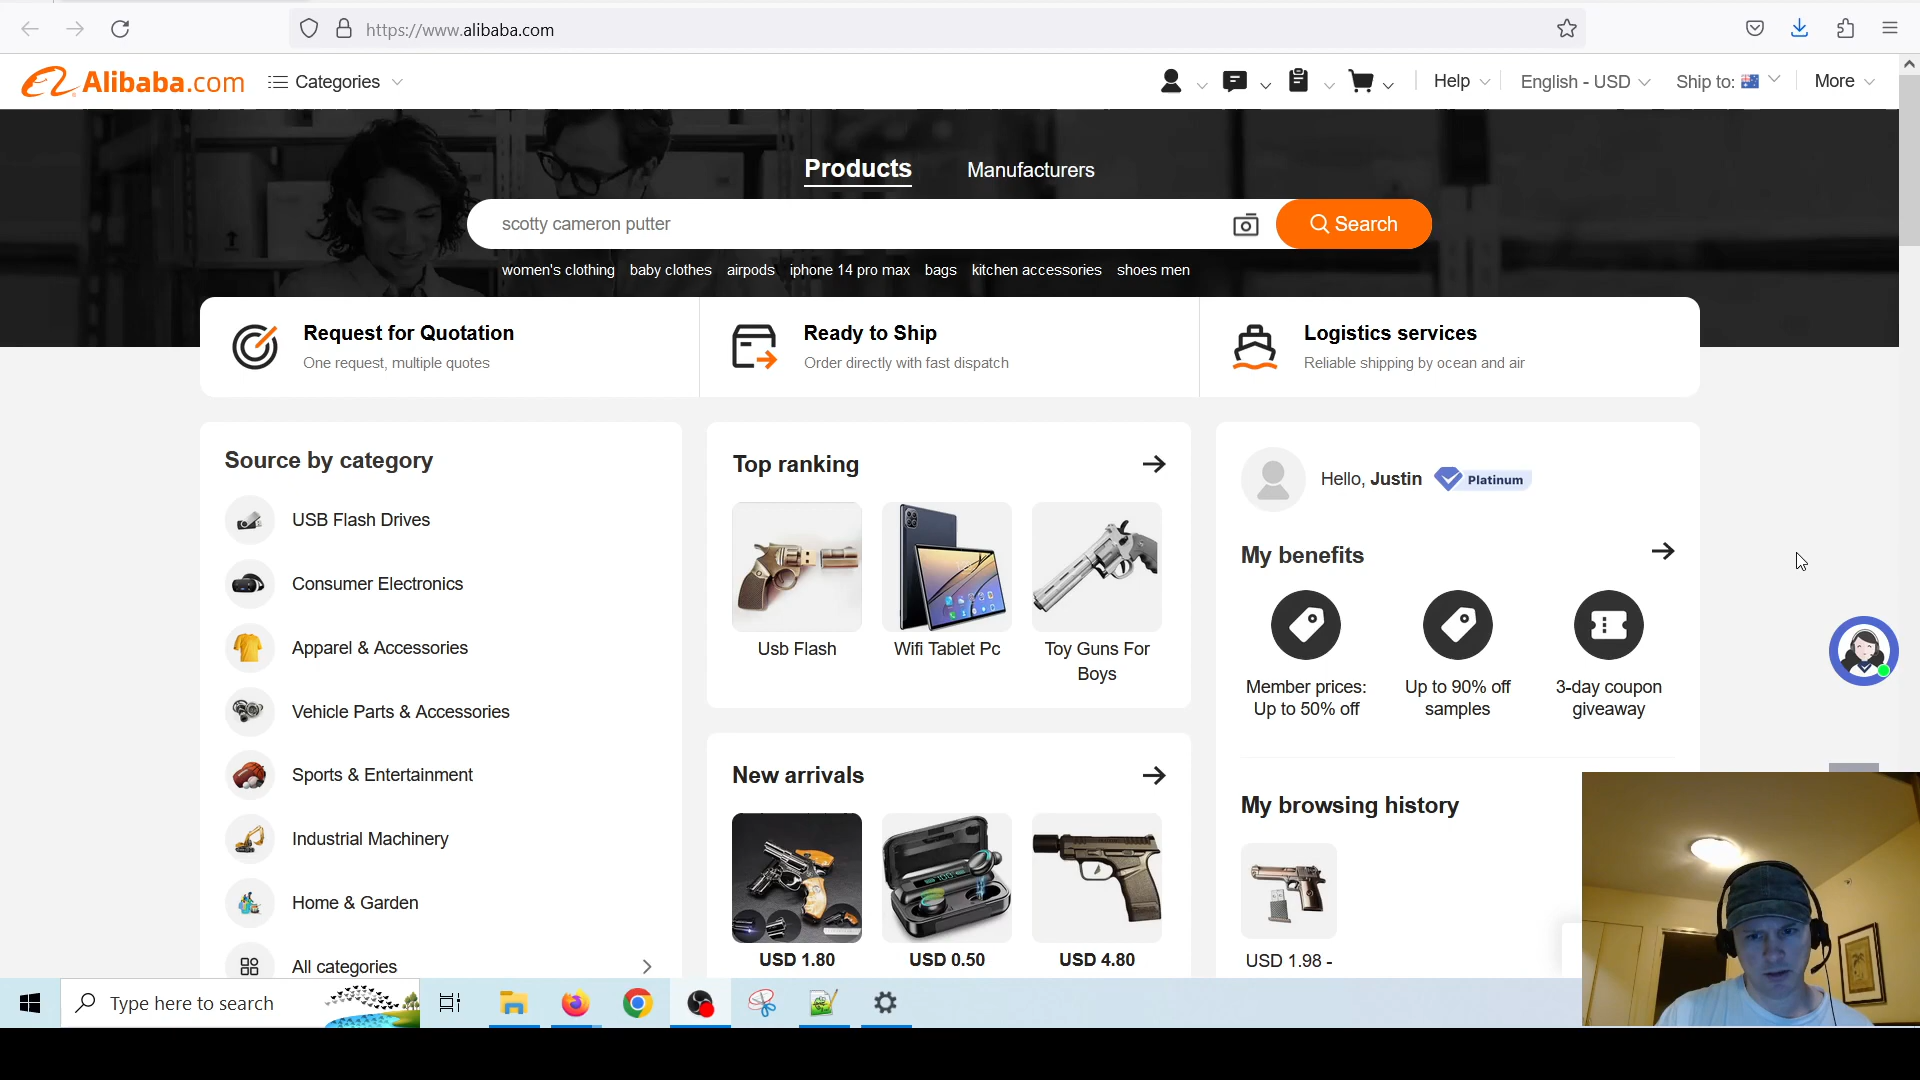 https://www.alibaba.com
Alibaba.com
Categories
Help
English - USD
Ship to:
More
Products
Manufacturers
scotty cameron putter
Search
women's clothing baby clothes airpods iphone 14 pro max bags kitchen accessories shoes men
Request for Quotation
One request, multiple quotes
Ready to Ship
Order directly with fast dispatch
Logistics services
Reliable shipping by ocean and air
Source by category
USB Flash Drives
Consumer Electronics
Apparel & Accessories
Vehicle Parts & Accessories
Sports & Entertainment
Industrial Machinery
Home & Garden
All categories
Top ranking
Usb Flash
Wifi Tablet Pc
Toy Guns For
Boys
New arrivals
USD 1.80
USD 0.50
USD 4.80
Hello, Justin
Platinum
My benefits
Member prices:
Up to 50% off
Up to 90% off
samples
3-day coupon
giveaway
My browsing history
USD 1.98 -
Type here to search